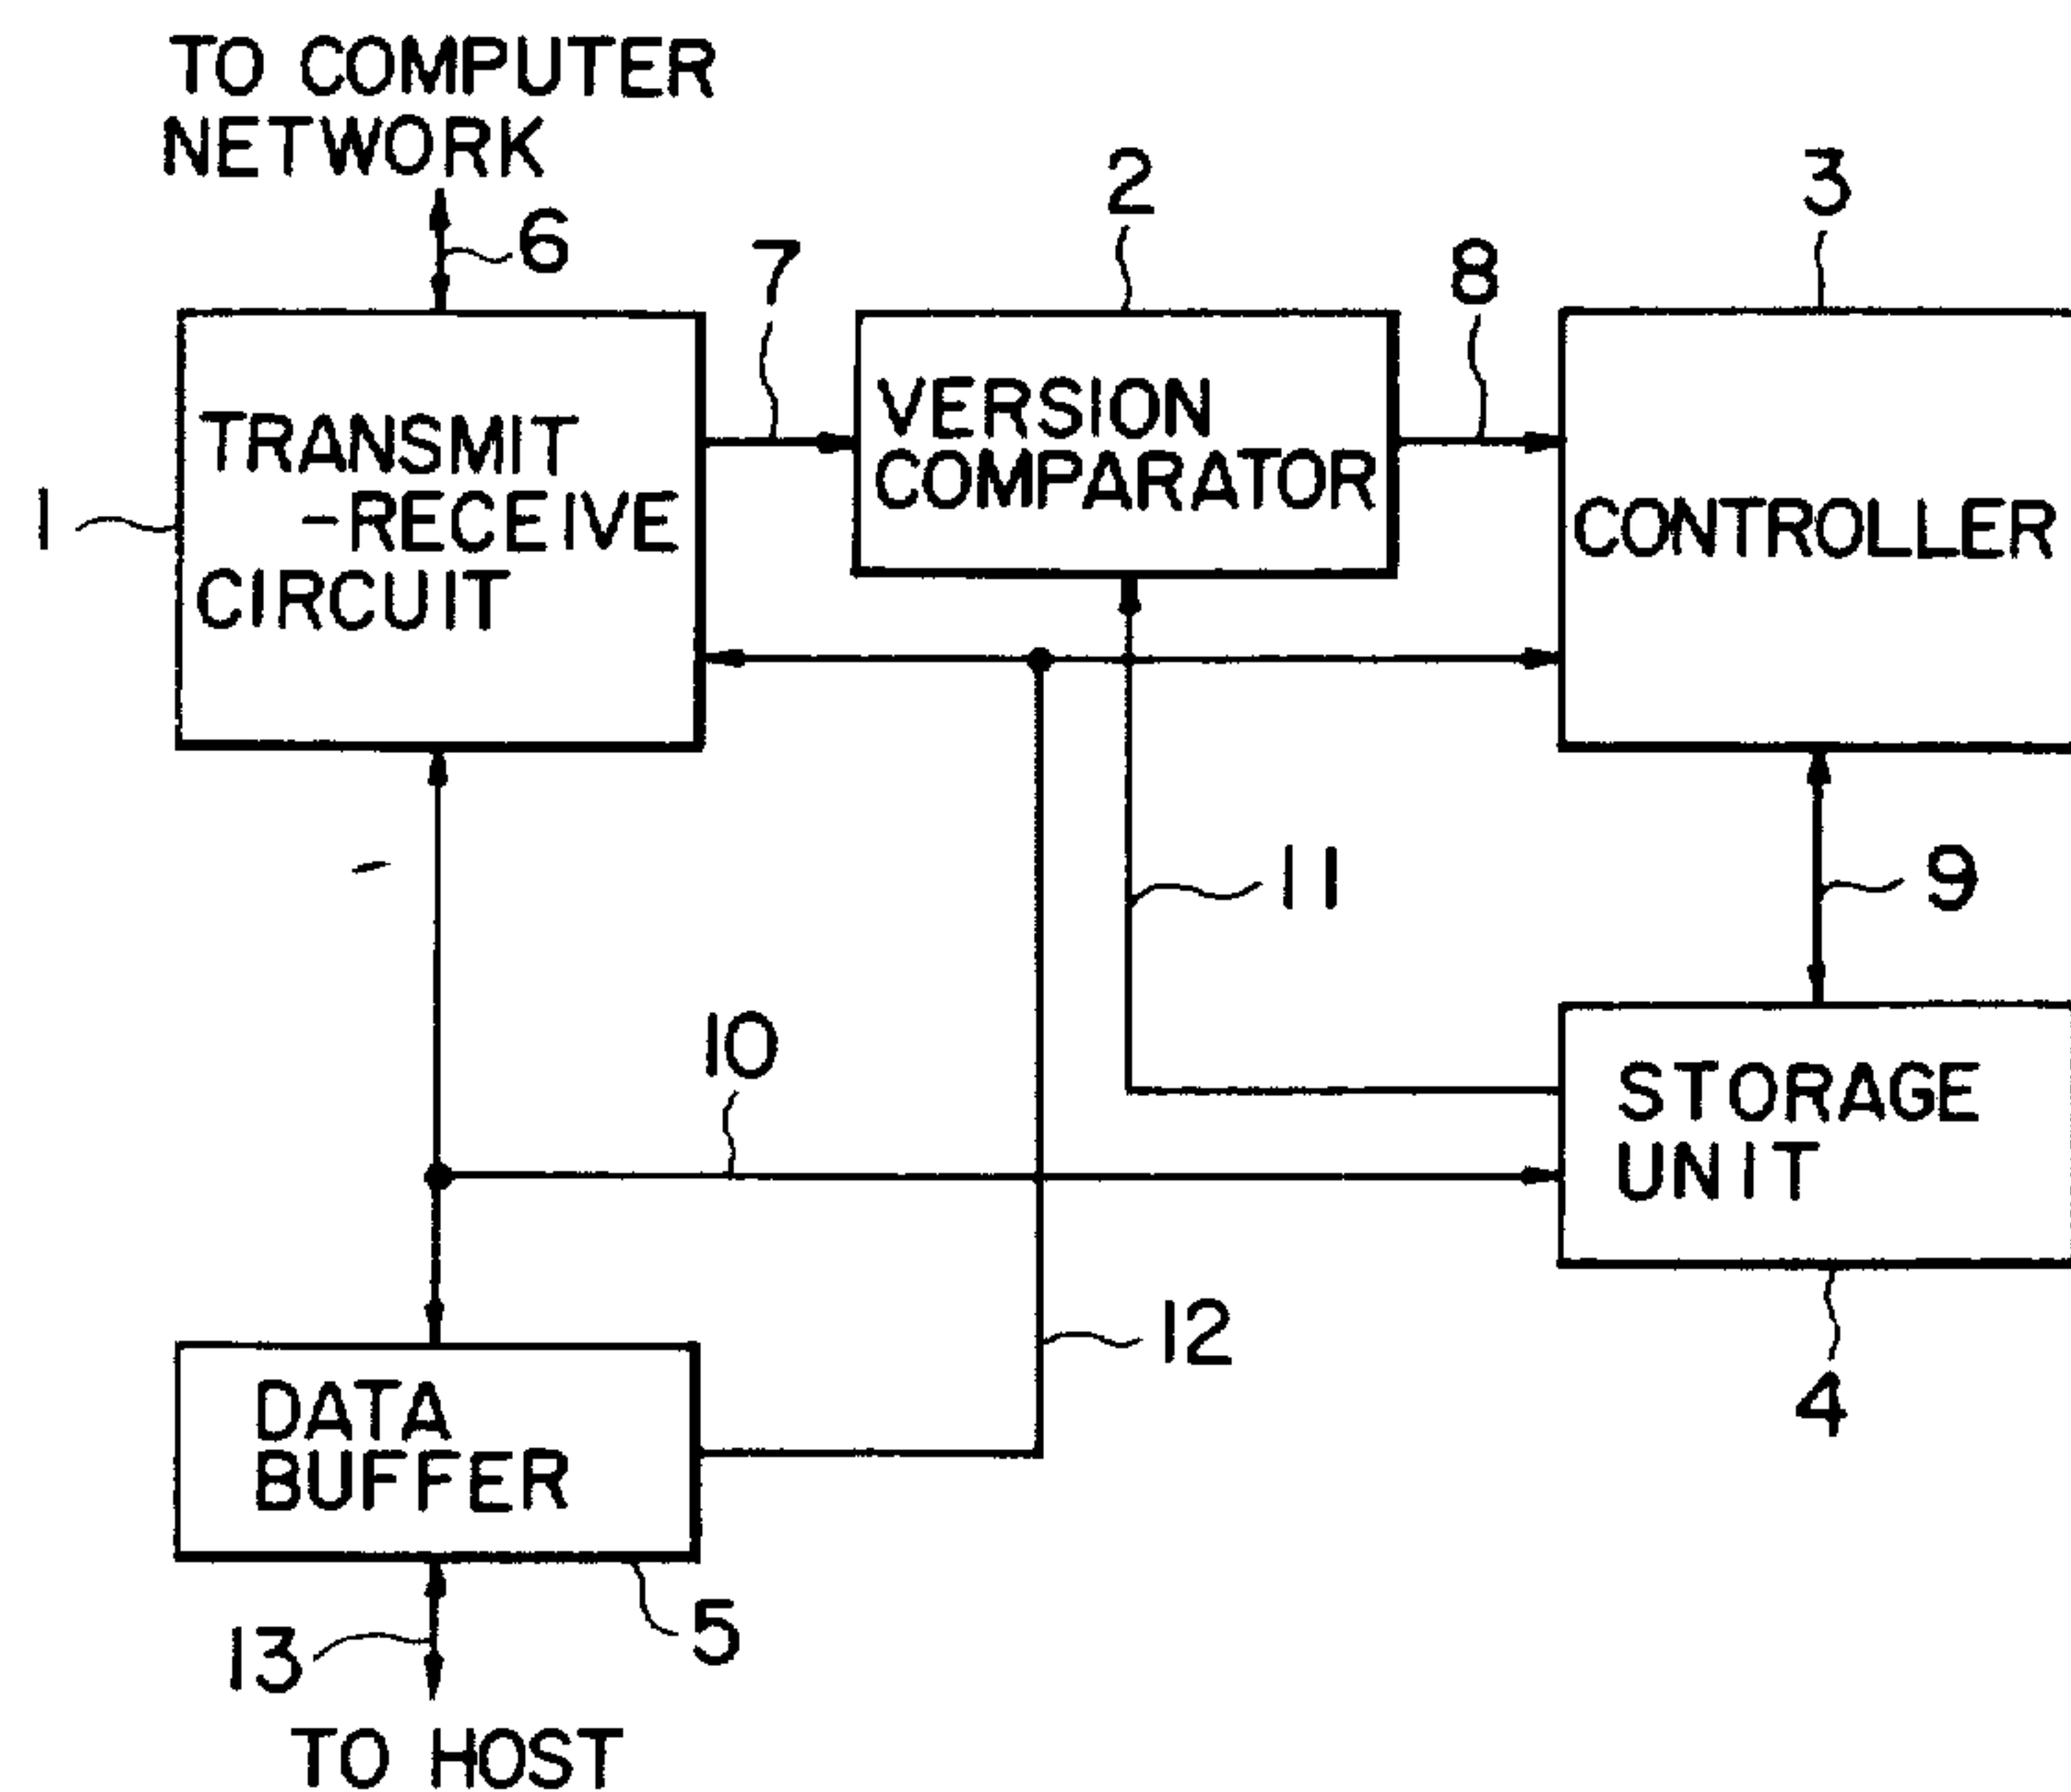 TO COMPUTER
NETWORK
6
7
2
8
3
1
TRANSMIT
-RECEIVE
CIRCUIT
VERSION
COMPARATOR
CONTROLLER
11
9
10
STORAGE
UNIT
12
4
DATA
BUFFER
5
13
TO HOST